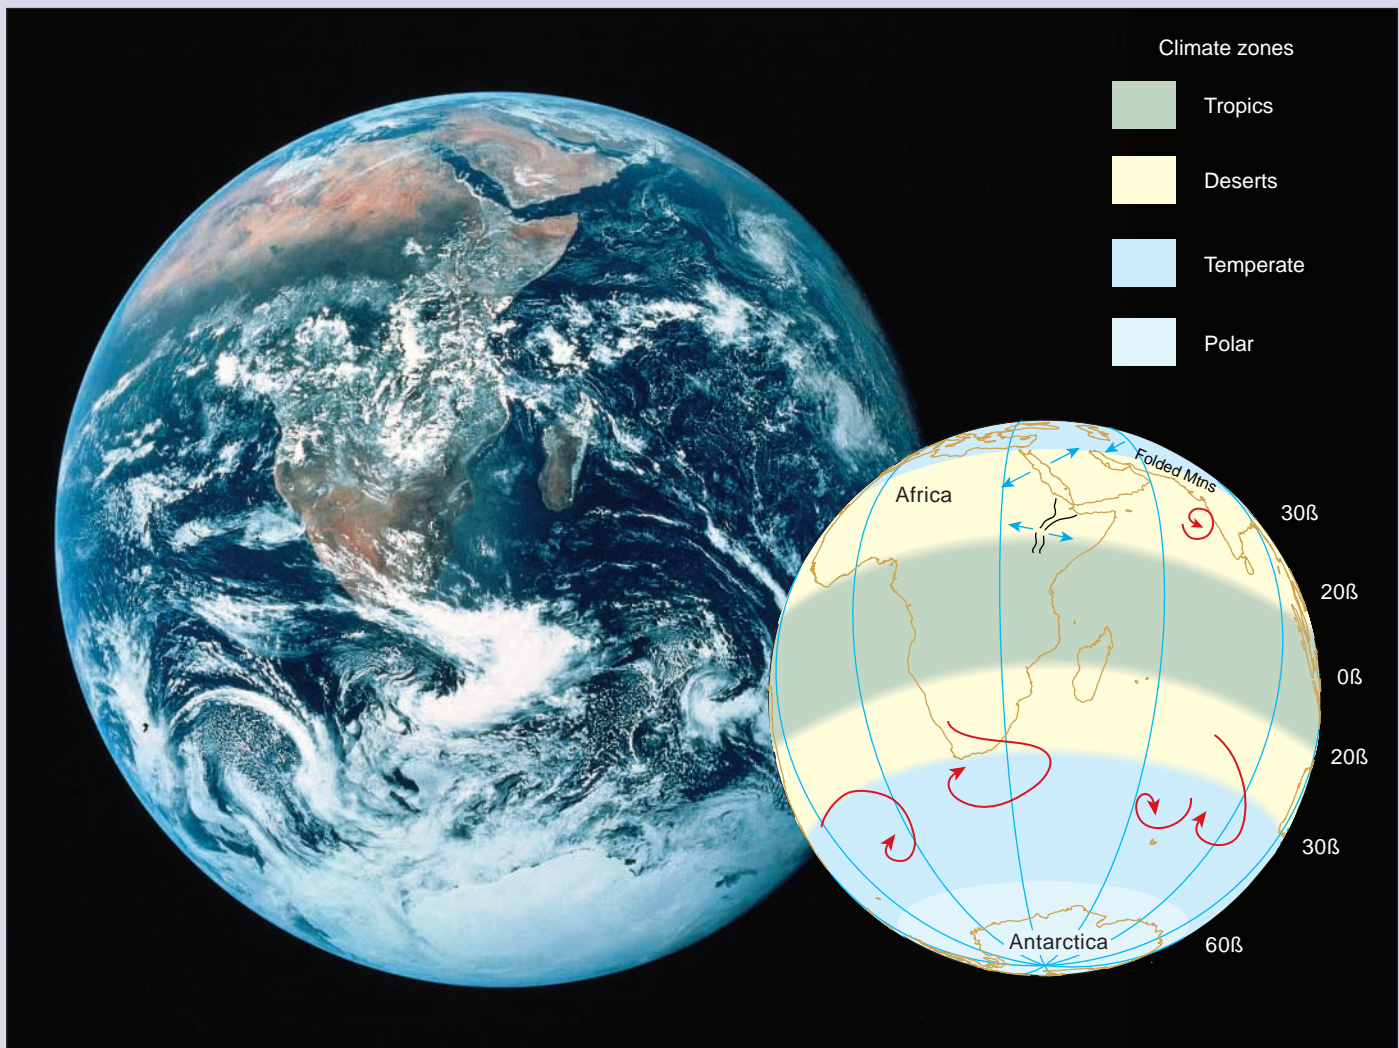 Climate zones
Tropics
Deserts
Temperate
Polar
Folded Mtns
Africa
30ß
20ß
0ß
20ß
30ß
Antarctica
60ß